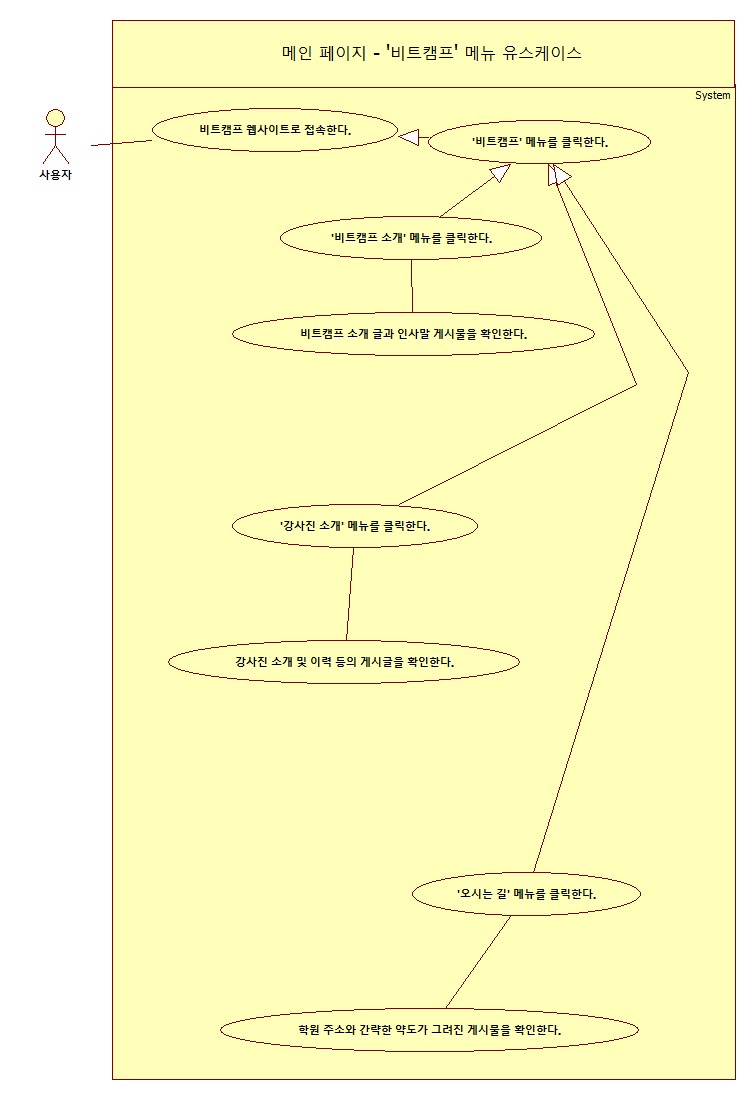 메인 페이지 - '비트캠프' 메뉴 유스케이스
System
사용자
비트캠프 웹사이트로 접속한다.
'비트캠프' 메뉴를 클릭한다.
'비트캠프 소개' 메뉴를 클릭한다.
비트캠프 소개 글과 인사말 게시물을 확인한다.
'강사진 소개' 메뉴를 클릭한다.
강사진 소개 및 이력 등의 게시글을 확인한다.
'오시는 길' 메뉴를 클릭한다.
학원 주소와 간략한 약도가 그려진 게시물을 확인한다.